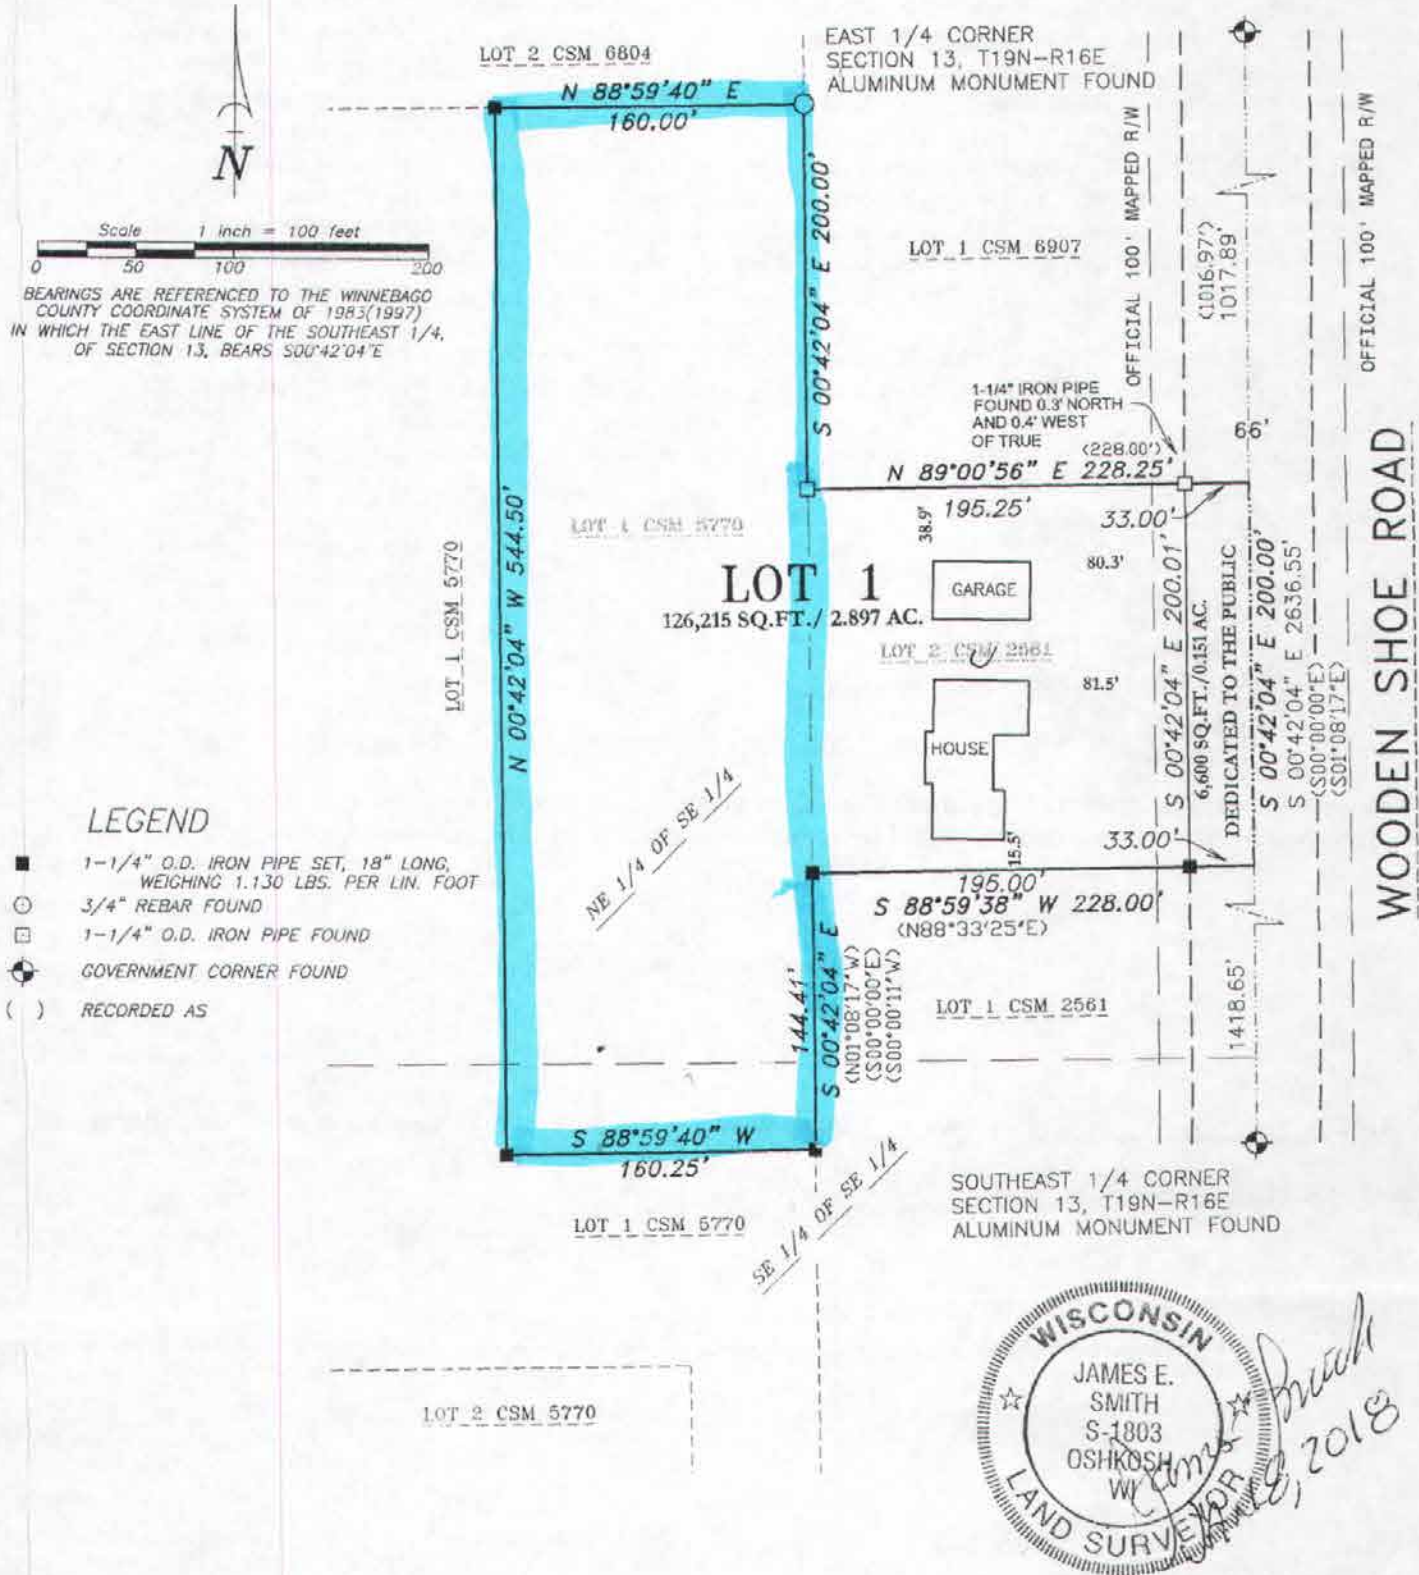 LOT 2 CSM 6804
N 88°59'40" E
160.00'
EAST 1/4 CORNER
SECTION 13, T19N-R16E
ALUMINUM MONUMENT FOUND
N
Scale 1 inch = 100 feet
0 50 100 200
BEARINGS ARE REFERENCED TO THE WINNEBAGO
COUNTY COORDINATE SYSTEM OF 1983(1997)
IN WHICH THE EAST LINE OF THE SOUTHEAST 1/4,
OF SECTION 13, BEARS S00°42'04"E
S 00°42'04" E 200.00'
LOT 1 CSM 6907
OFFICIAL 100' MAPPED R/W
(1016.97')
1017.89'
OFFICIAL 100' MAPPED R/W
1-1/4" IRON PIPE
FOUND 0.3' NORTH
AND 0.4' WEST
OF TRUE
(228.00')
66'
N 89°00'56" E 228.25'
195.25'
33.00'
LOT 1 CSM 5770
N 00°42'04" W 544.50'
LOT 1 CSM 5770
LOT 1
126,215 SQ.FT./ 2.897 AC.
38.9'
GARAGE
80.3'
LOT 2 CSM 2561
81.5'
HOUSE
15.5'
S 00°42'04" E 200.01'
6,600 SQ.FT./0.151 AC.
DEDICATED TO THE PUBLIC
S 00°42'04" E 200.00'
S 00°42'04" E 2636.55'
(S00°00'00"E)
(S01°08'17"E)
WOODEN SHOE ROAD
33.00'
195.00'
S 88°59'38" W 228.00'
(N88°33'25"E)
NE 1/4 OF SE 1/4
LEGEND
1-1/4" O.D. IRON PIPE SET, 18" LONG,
WEIGHING 1.130 LBS. PER LIN. FOOT
3/4" REBAR FOUND
1-1/4" O.D. IRON PIPE FOUND
GOVERNMENT CORNER FOUND
( ) RECORDED AS
144.41'
S 00°42'04" E
(N01°08'17"W)
(S00°00'00"E)
(S00°00'11"W)
LOT 1 CSM 2561
1418.65'
S 88°59'40" W
160.25'
LOT 1 CSM 5770
SE 1/4 OF SE 1/4
SOUTHEAST 1/4 CORNER
SECTION 13, T19N-R16E
ALUMINUM MONUMENT FOUND
LOT 2 CSM 5770
WISCONSIN
JAMES E.
SMITH
S-1803
OSHKOSH
WI
LAND SURVEYOR
James Smith
18, 2018